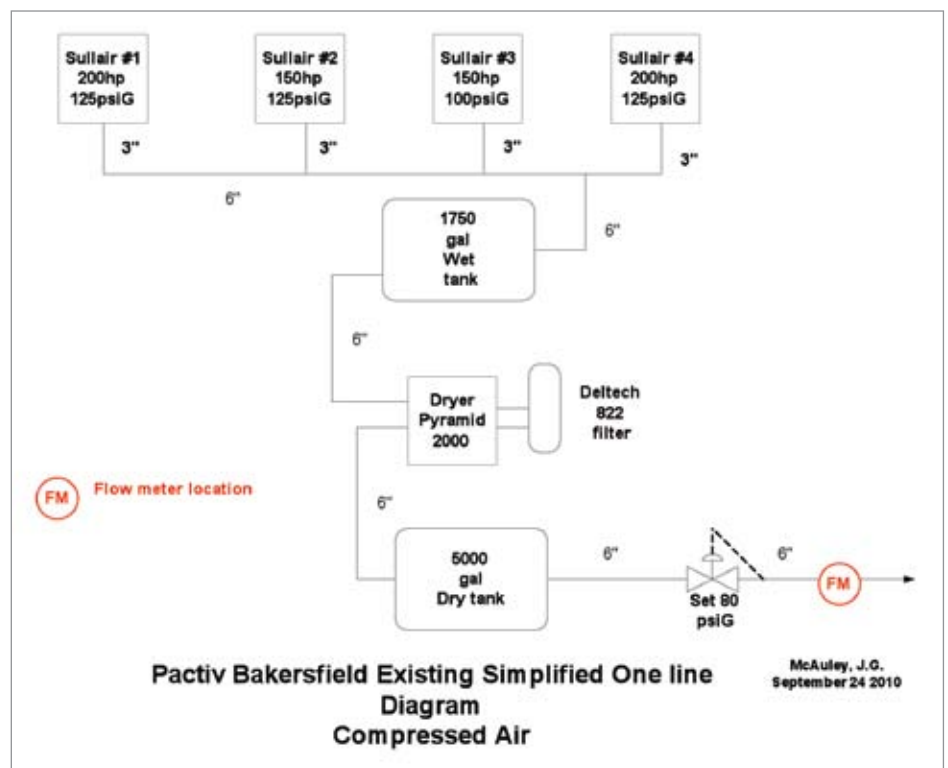 Sullair #1
200hp
125psiG
Sullair #2
150hp
125psiG
Sullair #3
150hp
100psiG
Sullair #4
200hp
125psiG
3"
3"
3"
3"
6"
1750
gal
Wet
tank
6"
6"
Dryer
Pyramid
2000
Deltech
822
filter
FM
Flow meter location
6"
5000
gal
Dry tank
6"
6"
FM
Set 80
psiG
Pactiv Bakersfield Existing Simplified One line
Diagram
Compressed Air
McAuley, J.G.
September 24 2010